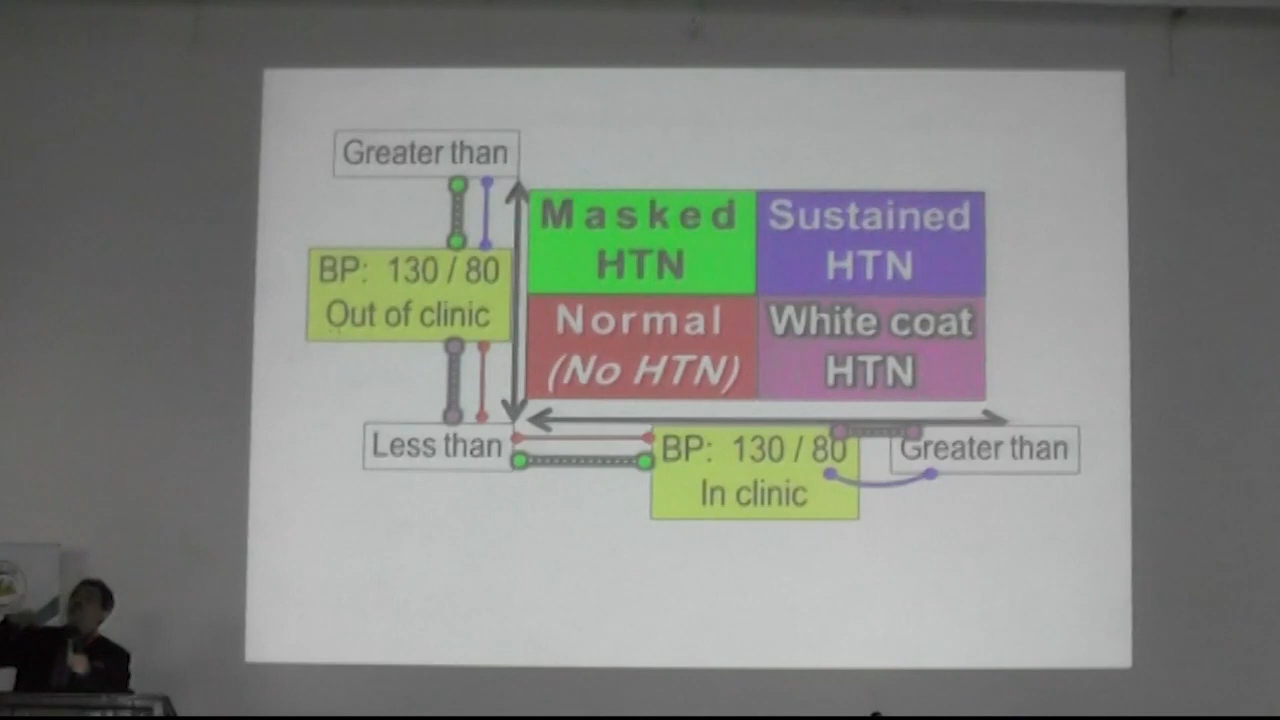 Greater than
BP: 130 / 80
Out of clinic
Less than
Masked
HTN
Sustained
HTN
Normal
(No HTN)
White coat
HTN
BP: 130 / 80
In clinic
Greater than